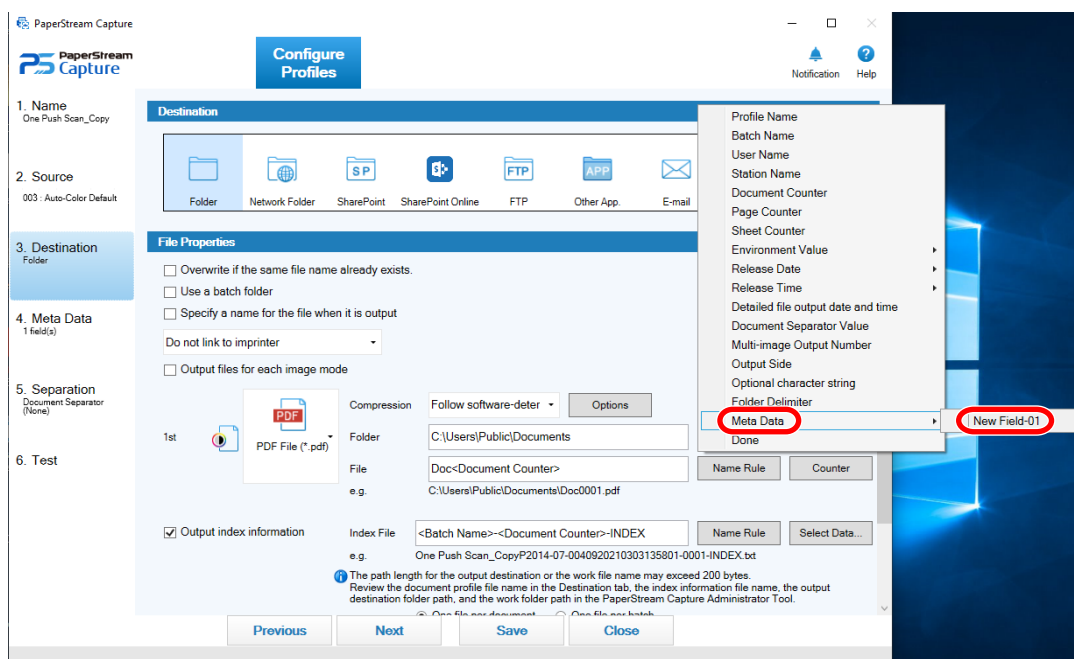 PaperStream Capture
PaperStream
Capture
Configure
Profiles
Notification
Help
1. Name
One Push Scan_Copy
2. Source
003 : Auto-Color Default
3. Destination
Folder
4. Meta Data
1 field(s)
5. Separation
Document Separator
(None)
6. Test
Destination
Folder
Network Folder
SP
SharePoint
S
SharePoint Online
FTP
FTP
APP
Other App.
E-mail
File Properties
Overwrite if the same file name already exists.
Use a batch folder
Specify a name for the file when it is output
Do not link to imprinter
Output files for each image mode
1st
PDF
PDF File (*.pdf)
Compression
Follow software-deter
Options
Folder
C:\Users\Public\Documents
File
Doc<Document Counter>
Name Rule
Counter
e.g.
C:\Users\Public\Documents\Doc0001.pdf
Output index information
Index File
<Batch Name>-<Document Counter>-INDEX
Name Rule
Select Data...
e.g.
One Push Scan_CopyP2014-07-0040920210303135801-0001-INDEX.txt
The path length for the output destination or the work file name may exceed 200 bytes.
Review the document profile file name in the Destination tab, the index information file name, the output
destination folder path, and the work folder path in the PaperStream Capture Administrator Tool.
One file per document
One file per batch
Previous
Next
Save
Close
Profile Name
Batch Name
User Name
Station Name
Document Counter
Page Counter
Sheet Counter
Environment Value
Release Date
Release Time
Detailed file output date and time
Document Separator Value
Multi-image Output Number
Output Side
Optional character string
Folder Delimiter
Meta Data
Done
New Field-01